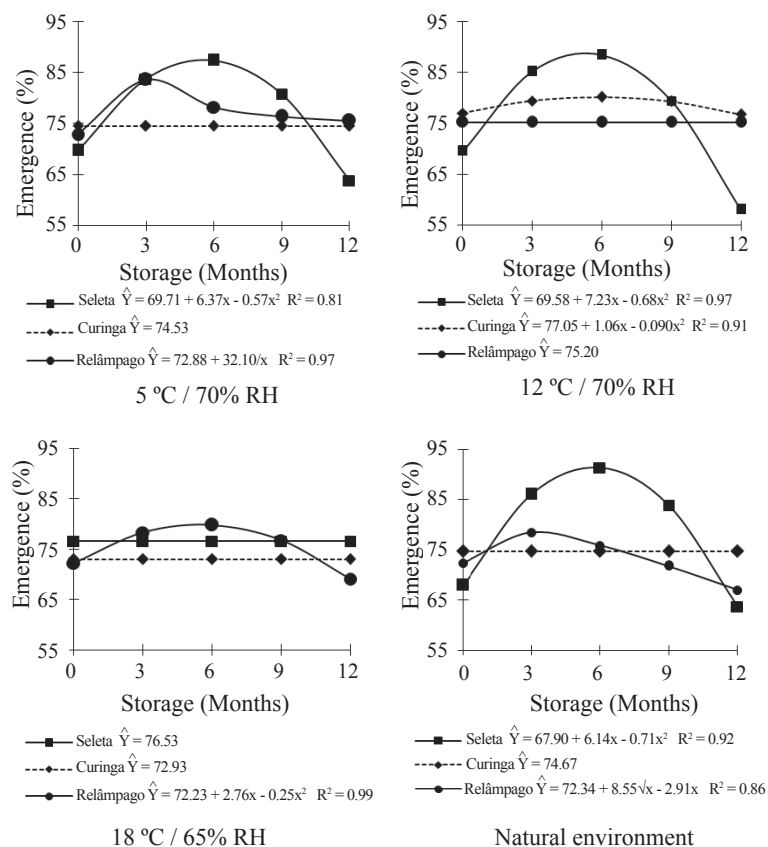 95
85
75
65
55
Emergence (%)
0 3 6 9 12
Storage (Months)
Seleta Ŷ = 69.71 + 6.37x - 0.57x² R² = 0.81
Curinga Ŷ = 74.53
Relâmpago Ŷ = 72.88 + 32.10/x R² = 0.97
5 ºC / 70% RH
95
85
75
65
55
Emergence (%)
0 3 6 9 12
Storage (Months)
Seleta Ŷ = 69.58 + 7.23x - 0.68x² R² = 0.97
Curinga Ŷ = 77.05 + 1.06x - 0.090x² R² = 0.91
Relâmpago Ŷ = 75.20
12 ºC / 70% RH
95
85
75
65
55
Emergence (%)
0 3 6 9 12
Storage (Months)
Seleta Ŷ = 76.53
Curinga Ŷ = 72.93
Relâmpago Ŷ = 72.23 + 2.76x - 0.25x² R² = 0.99
18 ºC / 65% RH
95
85
75
65
55
Emergence (%)
0 3 6 9 12
Storage (Months)
Seleta Ŷ = 67.90 + 6.14x - 0.71x² R² = 0.92
Curinga Ŷ = 74.67
Relâmpago Ŷ = 72.34 + 8.55√x - 2.91x R² = 0.86
Natural environment